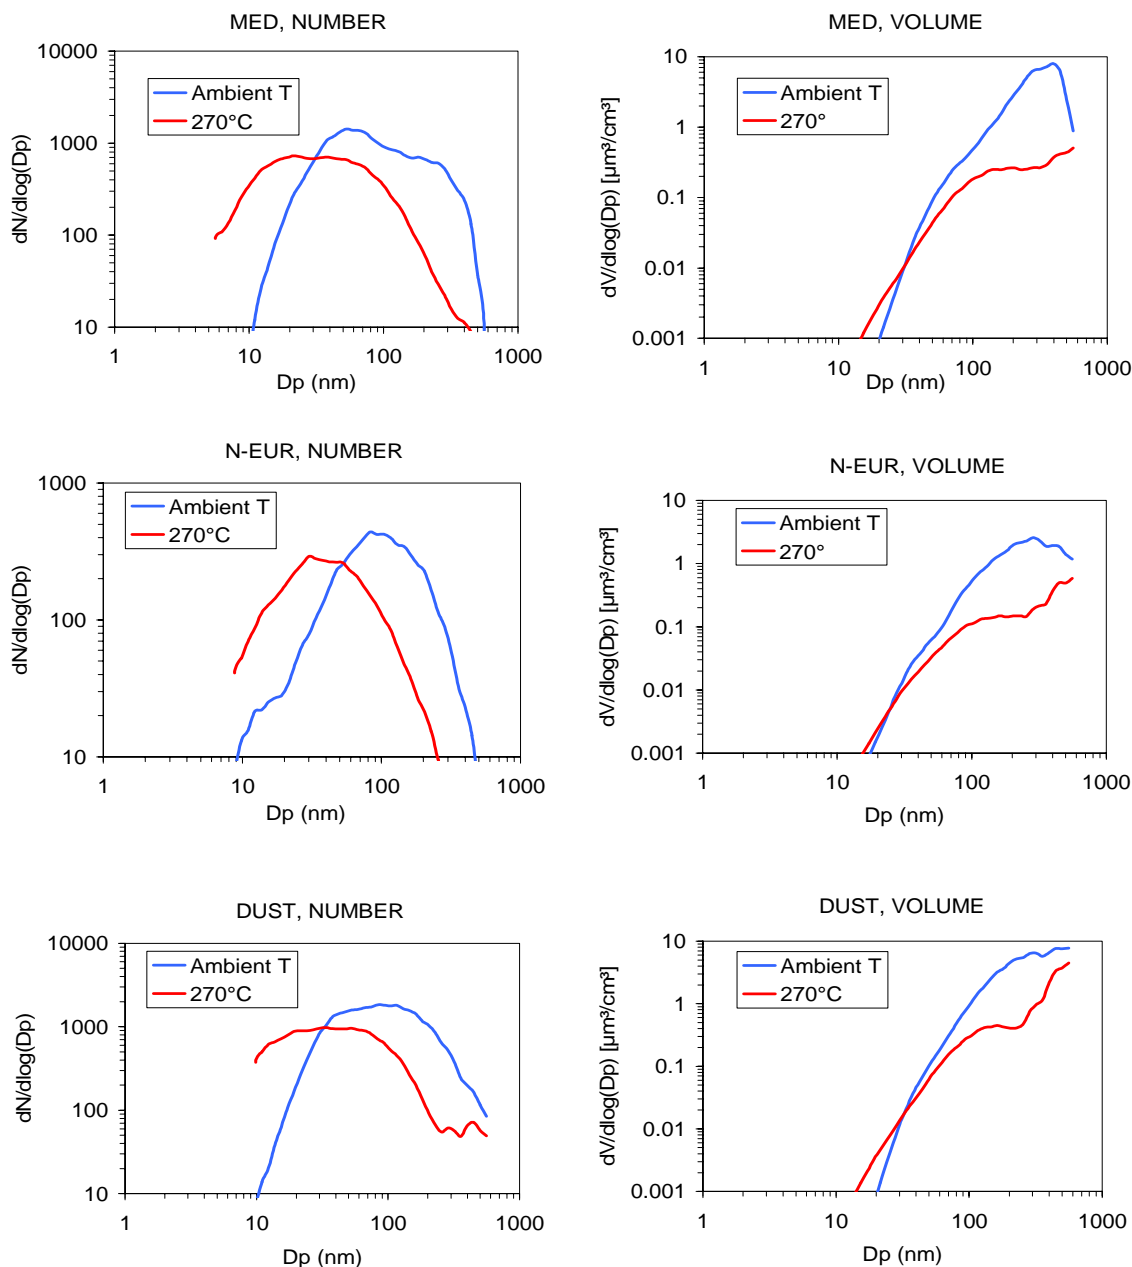 MED, NUMBER
10000
1000
100
10
dN/dlog(Dp)
Ambient T
270°C
1 10 100 1000
Dp (nm)
MED, VOLUME
10
1
0.1
0.01
0.001
dV/dlog(Dp) [µm³/cm³]
Ambient T
270°
1 10 100 1000
Dp (nm)
N-EUR, NUMBER
1000
100
10
dN/dlog(Dp)
Ambient T
270°C
1 10 100 1000
Dp (nm)
N-EUR, VOLUME
10
1
0.1
0.01
0.001
dV/dlog(Dp) [µm³/cm³]
Ambient T
270°
1 10 100 1000
Dp (nm)
DUST, NUMBER
10000
1000
100
10
dN/dlog(Dp)
Ambient T
270°C
1 10 100 1000
Dp (nm)
DUST, VOLUME
10
1
0.1
0.01
0.001
dV/dlog(Dp) [µm³/cm³]
Ambient T
270°C
1 10 100 1000
Dp (nm)